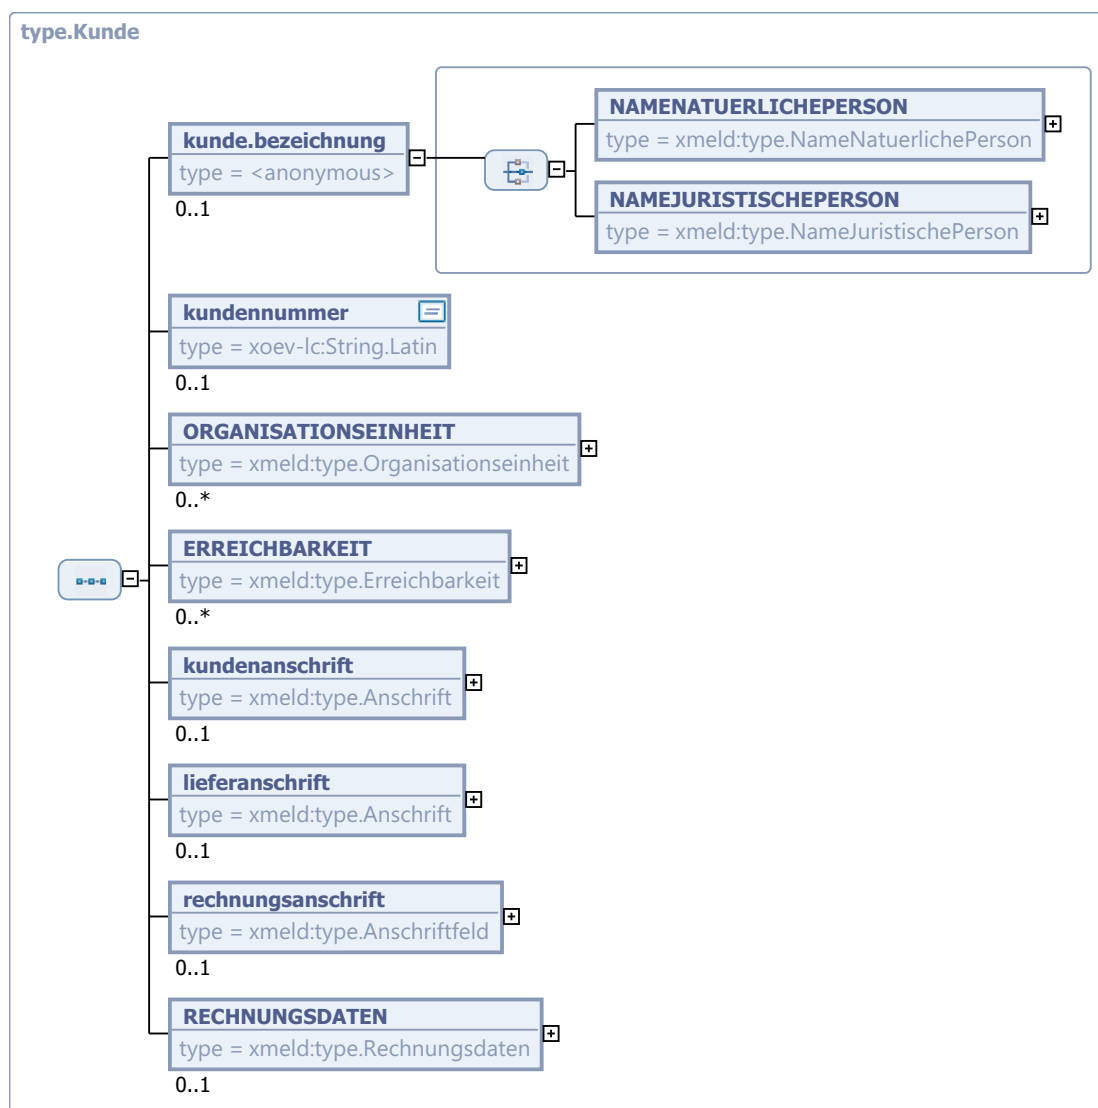 type.Kunde
NAMENATUERLICHEPERSON
type = xmeld:type.NameNatuerlichePerson
kunde.bezeichnung
type = <anonymous>
0..1
NAMEJURISTISCHEPERSON
type = xmeld:type.NameJuristischePerson
kundennummer
type = xoev-lc:String.Latin
0..1
ORGANISATIONSEINHEIT
type = xmeld:type.Organisationseinheit
0..*
ERREICHBARKEIT
type = xmeld:type.Erreichbarkeit
0..*
kundenanschrift
type = xmeld:type.Anschrift
0..1
lieferanschrift
type = xmeld:type.Anschrift
0..1
rechnungsanschrift
type = xmeld:type.Anschriftfeld
0..1
RECHNUNGSDATEN
type = xmeld:type.Rechnungsdaten
0..1